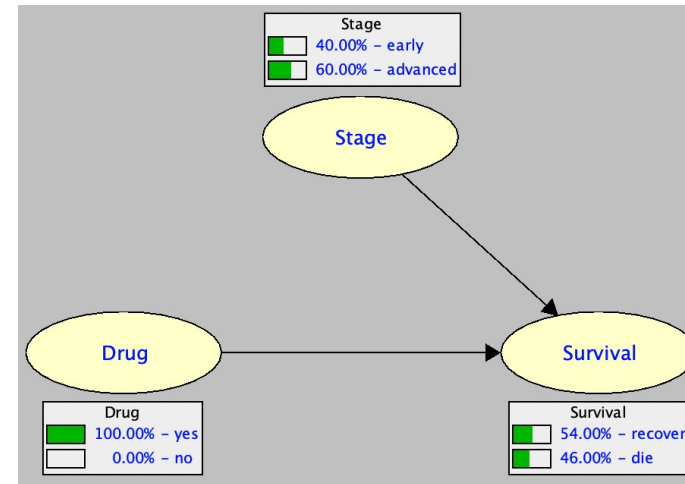 Stage
40.00% - early
60.00% - advanced
Stage
Drug
Survival
Drug
100.00% - yes
0.00% - no
Survival
54.00% - recover
46.00% - die